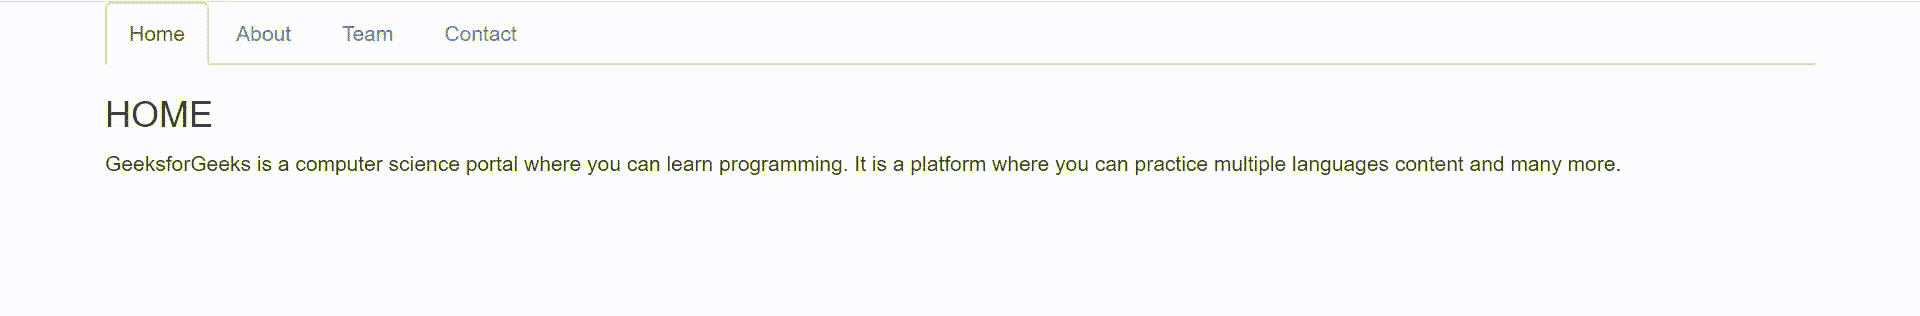 Home About Team Contact
HOME
GeeksforGeeks is a computer science portal where you can learn programming. It is a platform where you can practice multiple languages content and many more.